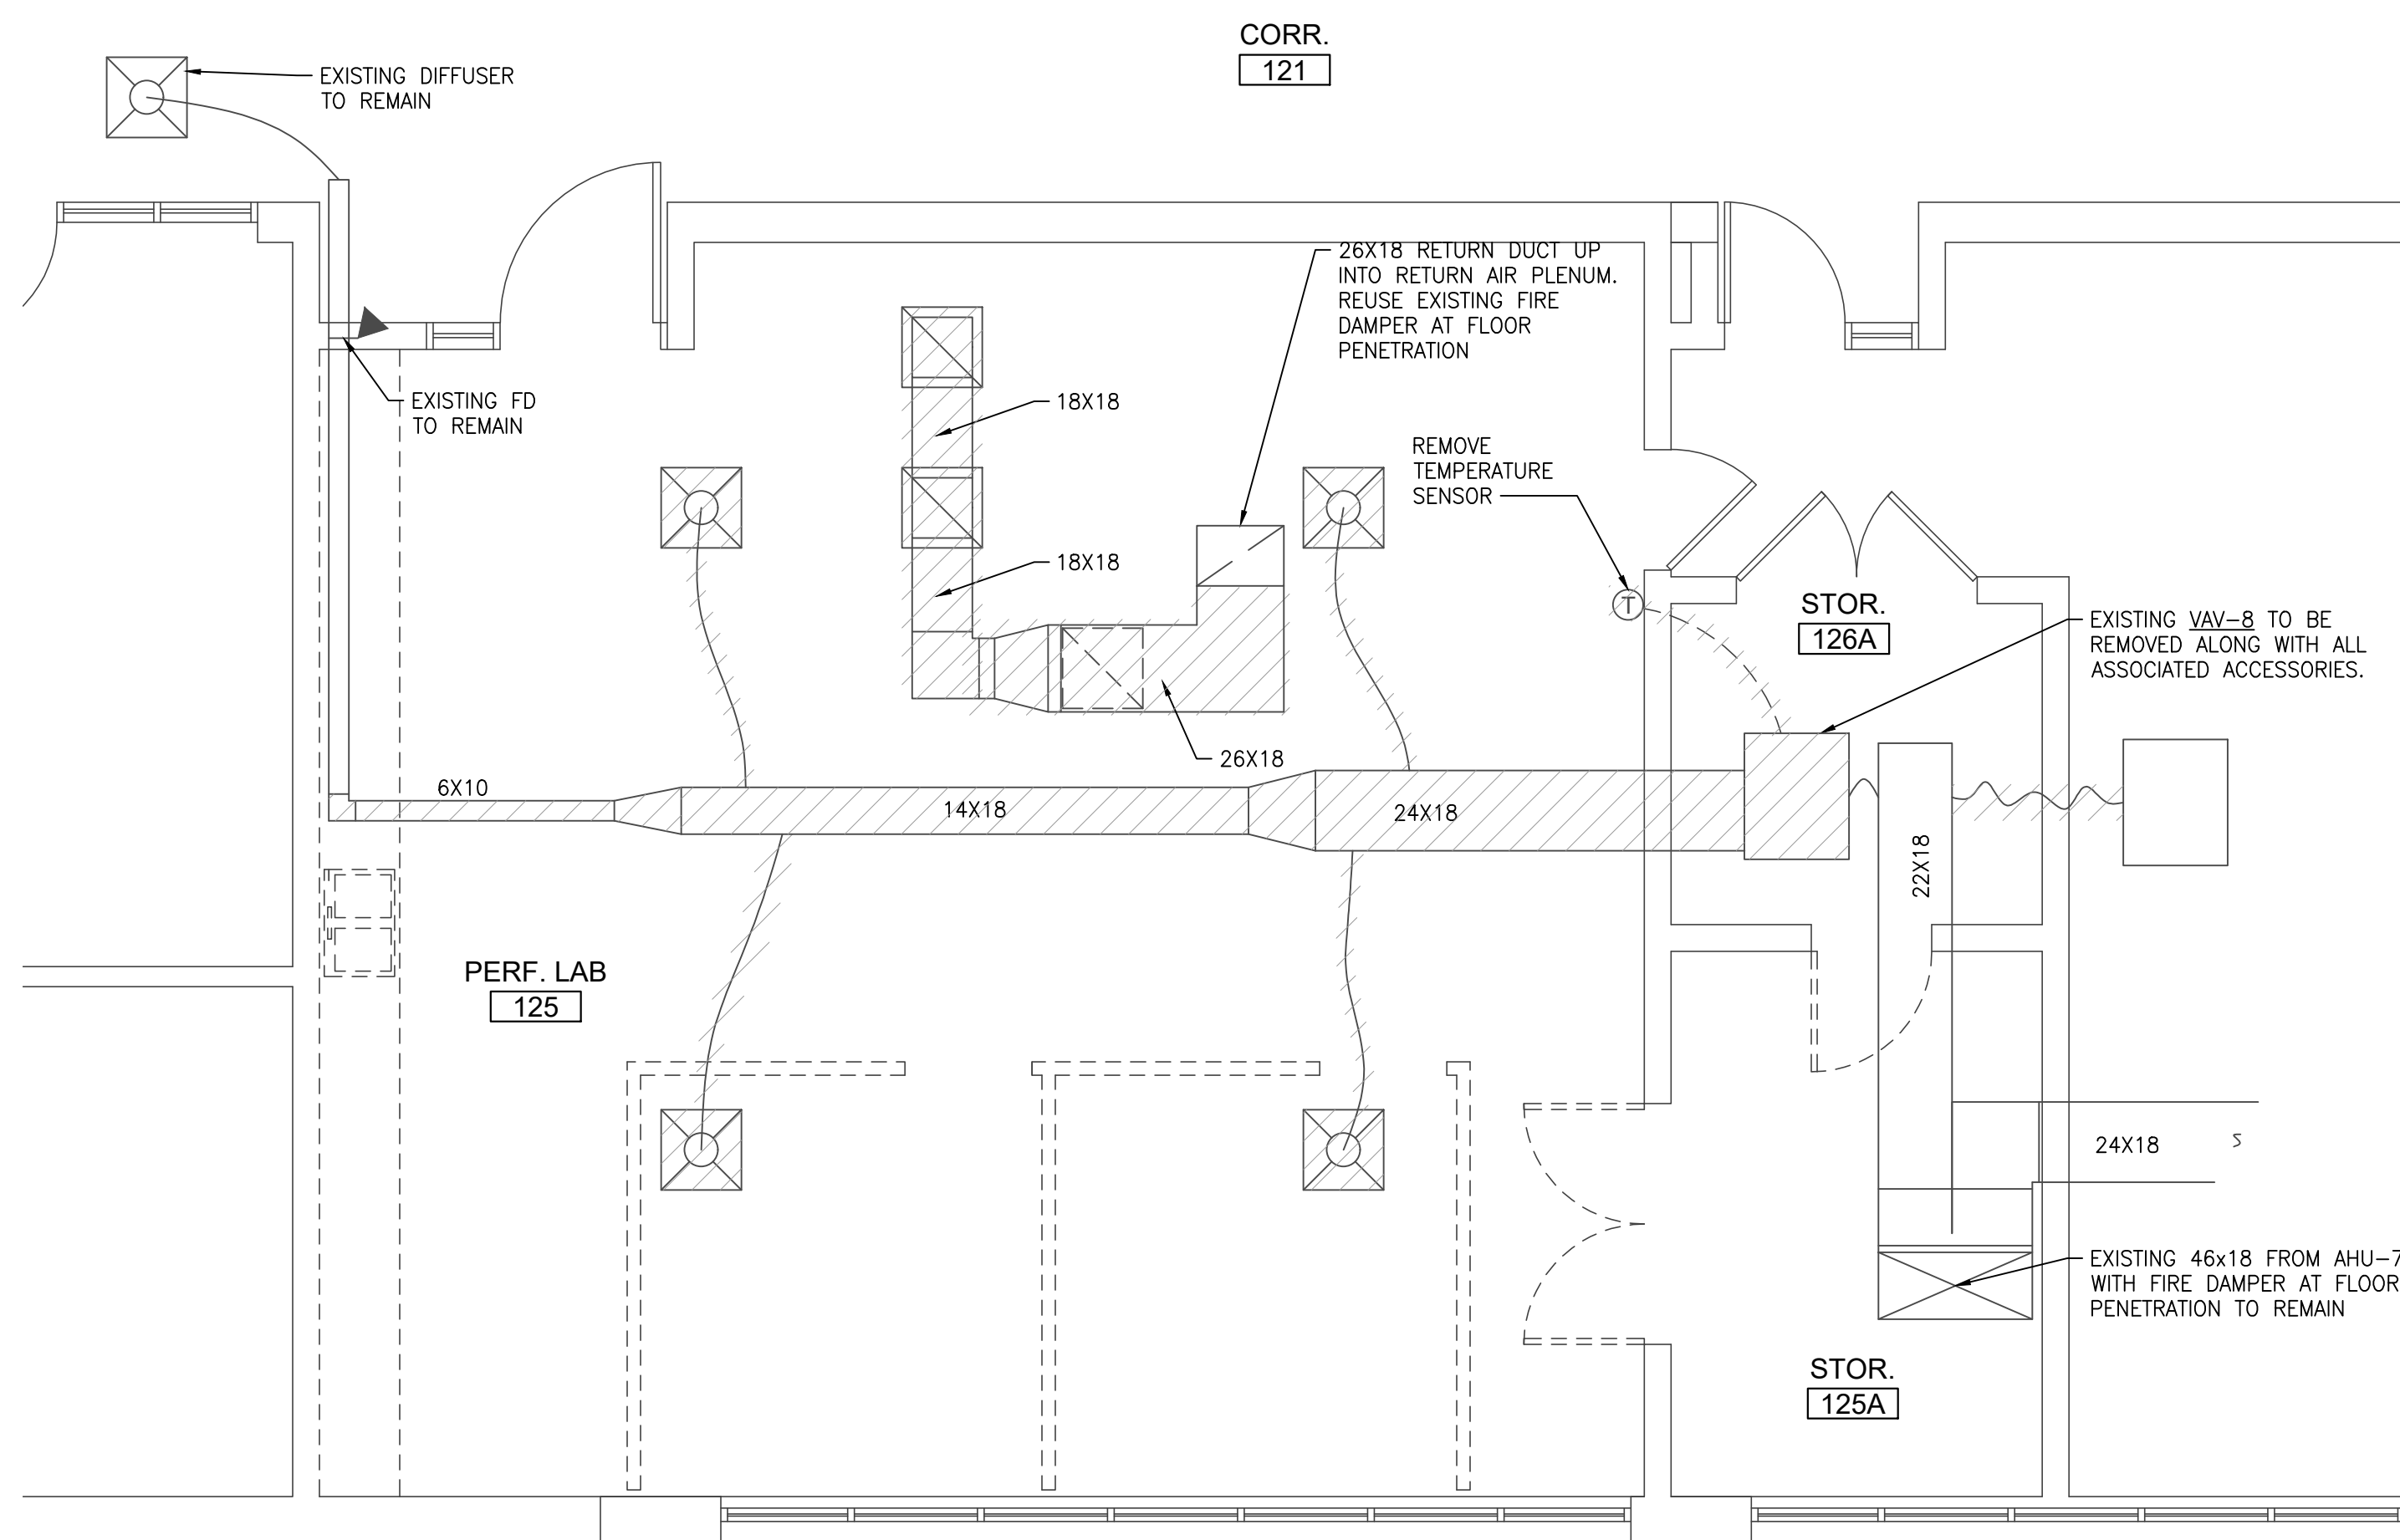 CORR.
121
EXISTING DIFFUSER
TO REMAIN
26X18 RETURN DUCT UP
INTO RETURN AIR PLENUM.
REUSE EXISTING FIRE
DAMPER AT FLOOR
PENETRATION
EXISTING FD
TO REMAIN
18X18
REMOVE
TEMPERATURE
SENSOR
18X18
T
STOR.
126A
EXISTING VAV-8 TO BE
REMOVED ALONG WITH ALL
ASSOCIATED ACCESSORIES.
26X18
6X10
14X18
24X18
22X18
PERF. LAB
125
24X18
EXISTING 46x18 FROM AHU-7
WITH FIRE DAMPER AT FLOOR
PENETRATION TO REMAIN
STOR.
125A